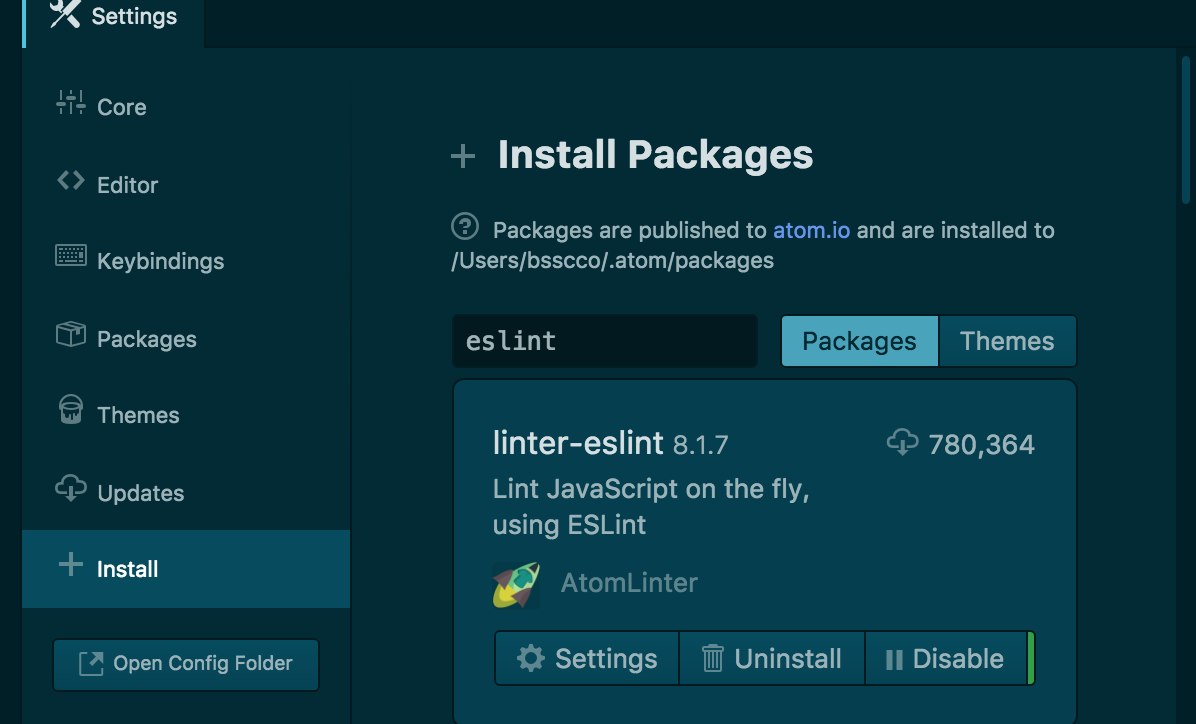 Settings
Core
Editor
Keybindings
Packages
Themes
Updates
Install
Open Config Folder
Install Packages
Packages are published to atom.io and are installed to
/Users/bsscco/.atom/packages
eslint
Packages
Themes
linter-eslint 8.1.7
780,364
Lint JavaScript on the fly,
using ESLint
AtomLinter
Settings
Uninstall
Disable